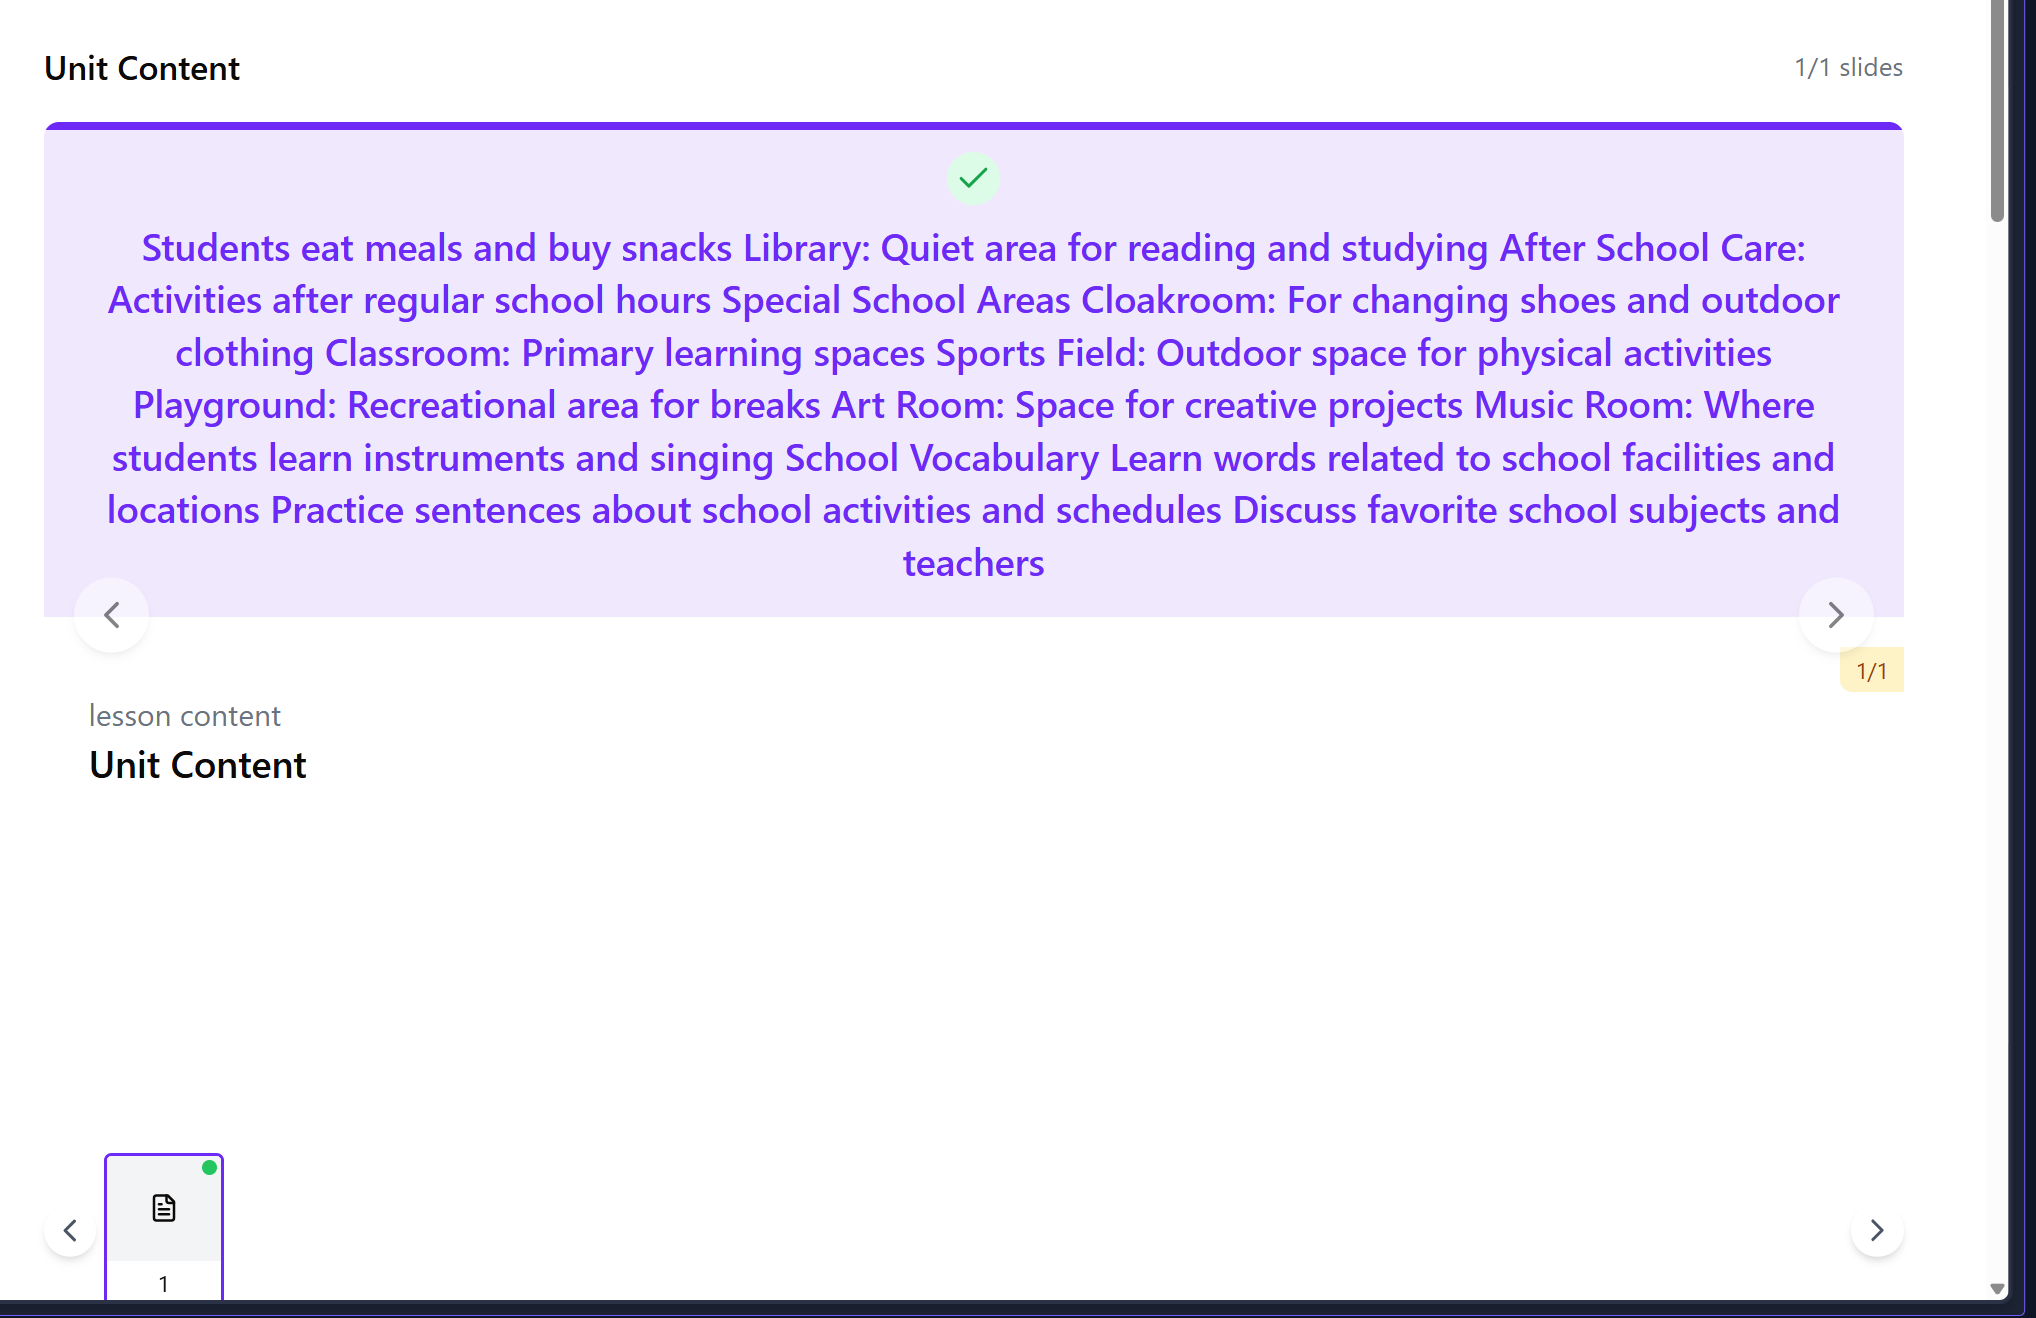 Unit Content
1/1 slides
Students eat meals and buy snacks Library: Quiet area for reading and studying After School Care:
Activities after regular school hours Special School Areas Cloakroom: For changing shoes and outdoor
clothing Classroom: Primary learning spaces Sports Field: Outdoor space for physical activities
Playground: Recreational area for breaks Art Room: Space for creative projects Music Room: Where
students learn instruments and singing School Vocabulary Learn words related to school facilities and
locations Practice sentences about school activities and schedules Discuss favorite school subjects and
teachers
1/1
lesson content
Unit Content
1